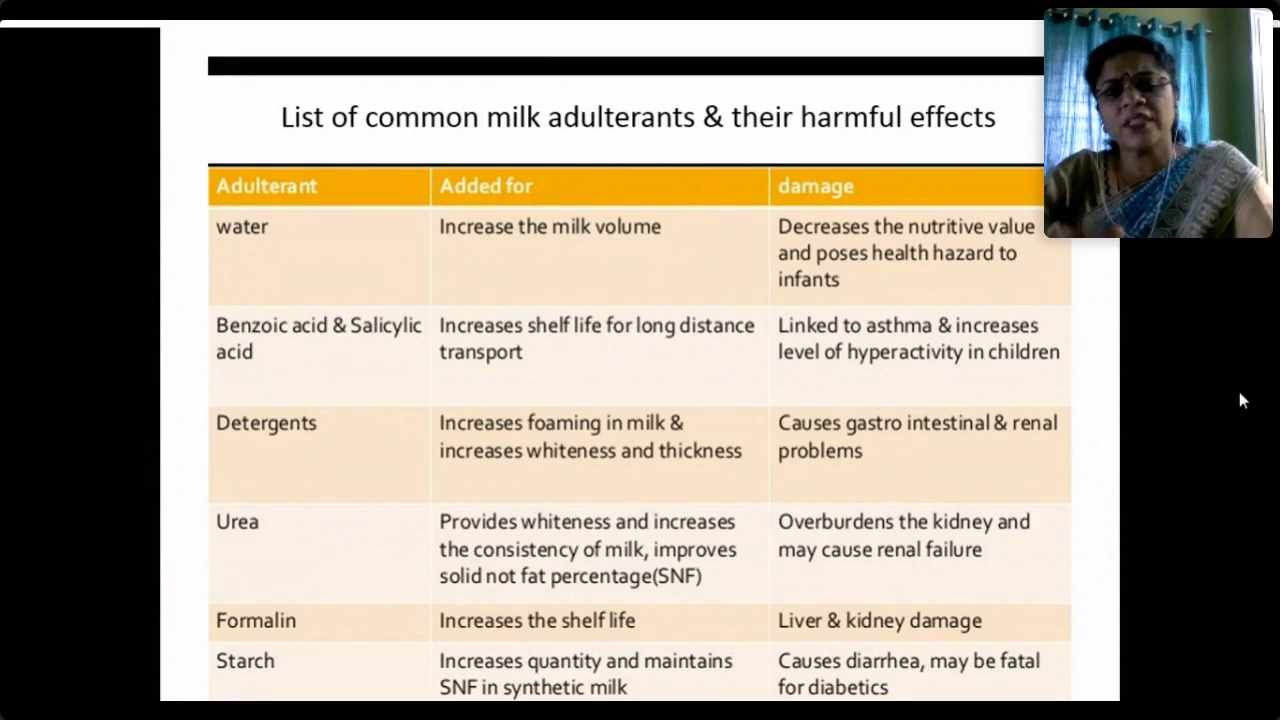 List of common milk adulterants & their harmful effects
Adulterant
Added for
damage
water
Increase the milk volume
Decreases the nutritive value
and poses health hazard to
infants
Benzoic acid & Salicylic
acid
Increases shelf life for long distance
transport
Linked to asthma & increases
level of hyperactivity in children
Detergents
Increases foaming in milk &
increases whiteness and thickness
Causes gastro intestinal & renal
problems
Urea
Provides whiteness and increases
the consistency of milk, improves
solid not fat percentage(SNF)
Overburdens the kidney and
may cause renal failure
Formalin
Increases the shelf life
Liver & kidney damage
Starch
Increases quantity and maintains
SNF in synthetic milk
Causes diarrhea, may be fatal
for diabetics